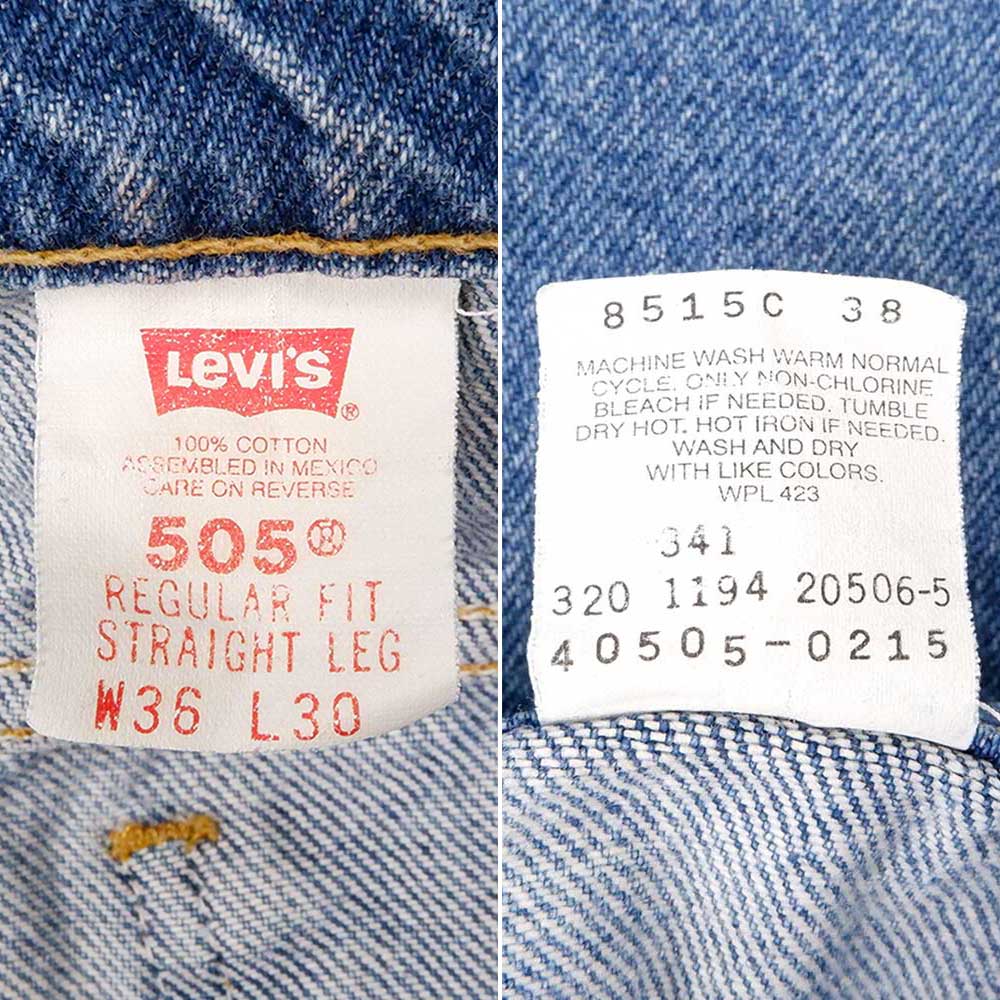 Levi's®
100% COTTON
ASSEMBLED IN MEXICO
CARE ON REVERSE
505®
REGULAR FIT
STRAIGHT LEG
W36 L30
8515C 38
MACHINE WASH WARM NORMAL
CYCLE. ONLY NON-CHLORINE
BLEACH IF NEEDED. TUMBLE
DRY HOT. HOT IRON IF NEEDED.
WASH AND DRY
WITH LIKE COLORS.
WPL 423
341
320 1194 20506-5
40505-0215